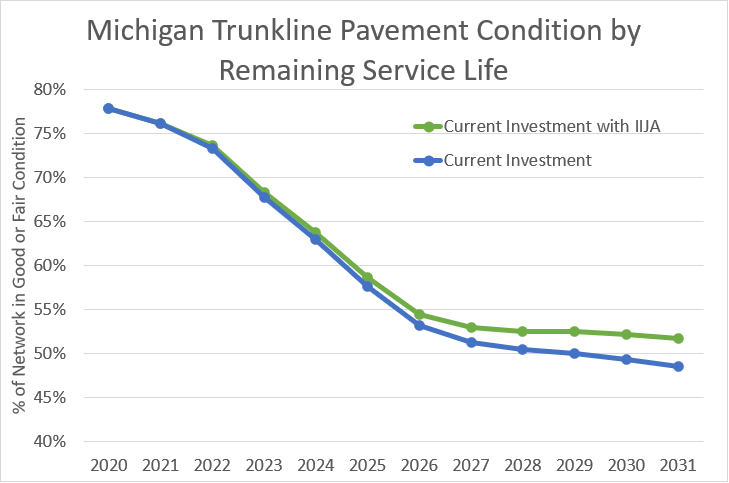 Michigan Trunkline Pavement Condition by
Remaining Service Life
% of Network in Good or Fair Condition
80%
75%
70%
65%
60%
55%
50%
45%
40%
Current Investment with IIJA
Current Investment
2020 2021 2022 2023 2024 2025 2026 2027 2028 2029 2030 2031